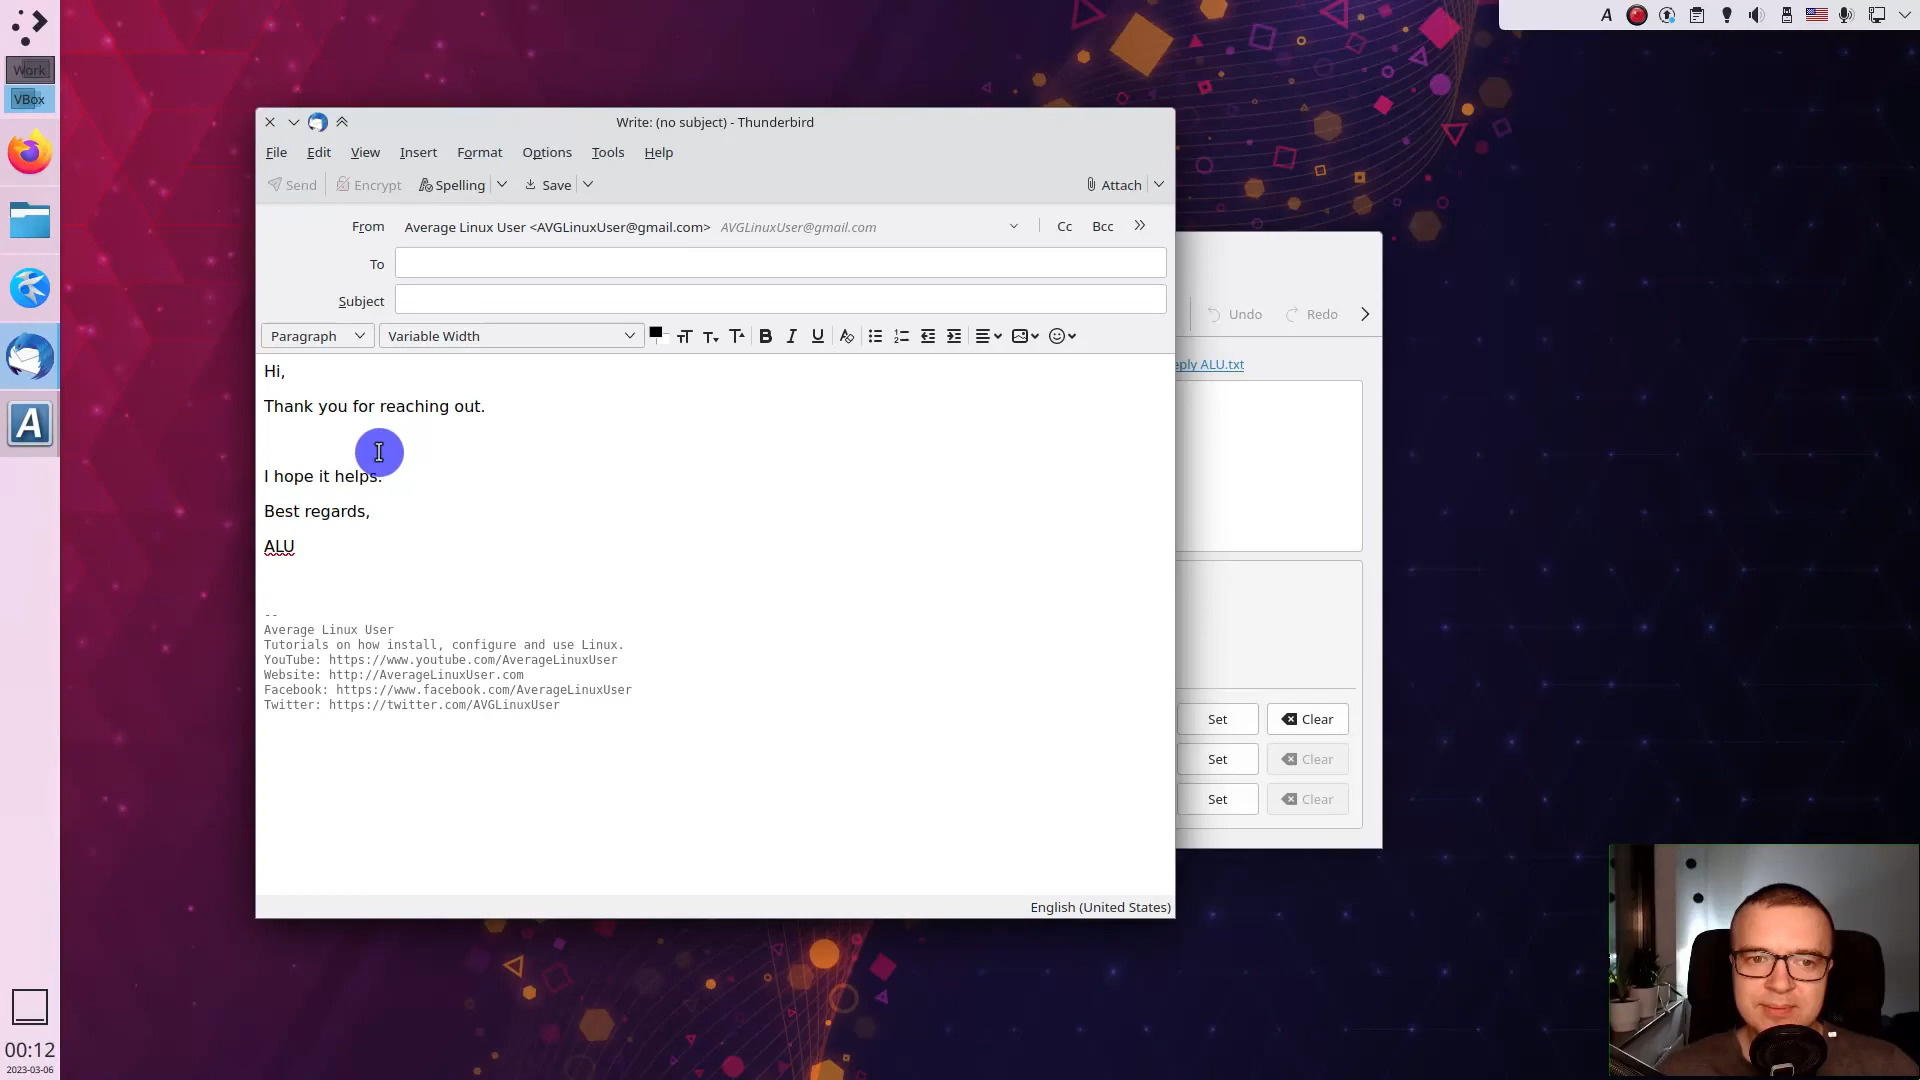 Work
VBox
Write: (no subject) - Thunderbird
File Edit View Insert Format Options Tools Help
Send Encrypt Spelling Save Attach
From Average Linux User <AVGLinuxUser@gmail.com> AVGLinuxUser@gmail.com Cc Bcc
To
Subject
Undo Redo
Paragraph Variable Width
Hi,
eply ALU.txt
Thank you for reaching out.
I hope it helps.
Best regards,
ALU
--
Average Linux User
Tutorials on how install, configure and use Linux.
YouTube: https://www.youtube.com/AverageLinuxUser
Website: http://AverageLinuxUser.com
Facebook: https://www.facebook.com/AverageLinuxUser
Twitter: https://twitter.com/AVGLinuxUser
Set Clear
Set Clear
Set Clear
English (United States)
00:12
2023-03-06